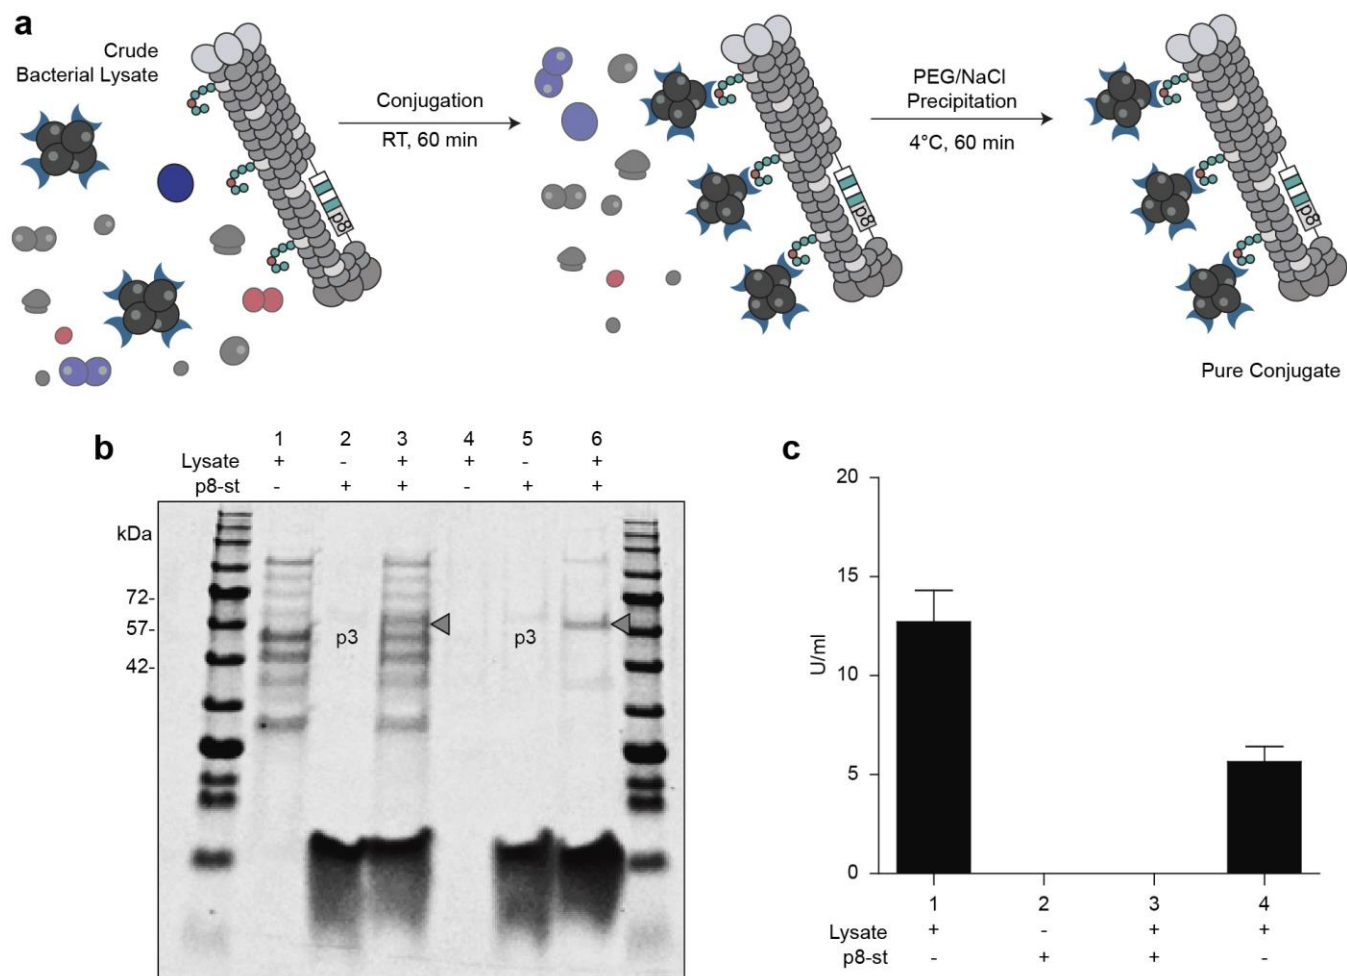 a
Crude
Bacterial Lysate
Conjugation
RT, 60 min
PEG/NaCl
Precipitation
4°C, 60 min
p8
p8
p8
Pure Conjugate
b
1 2 3 4 5 6
Lysate + - + + - +
p8-st - + + - + +
kDa
72-
57-
42-
p3
p3
c
20
15
10
5
0
U/ml
1 2 3 4
Lysate + - + +
p8-st - + + -